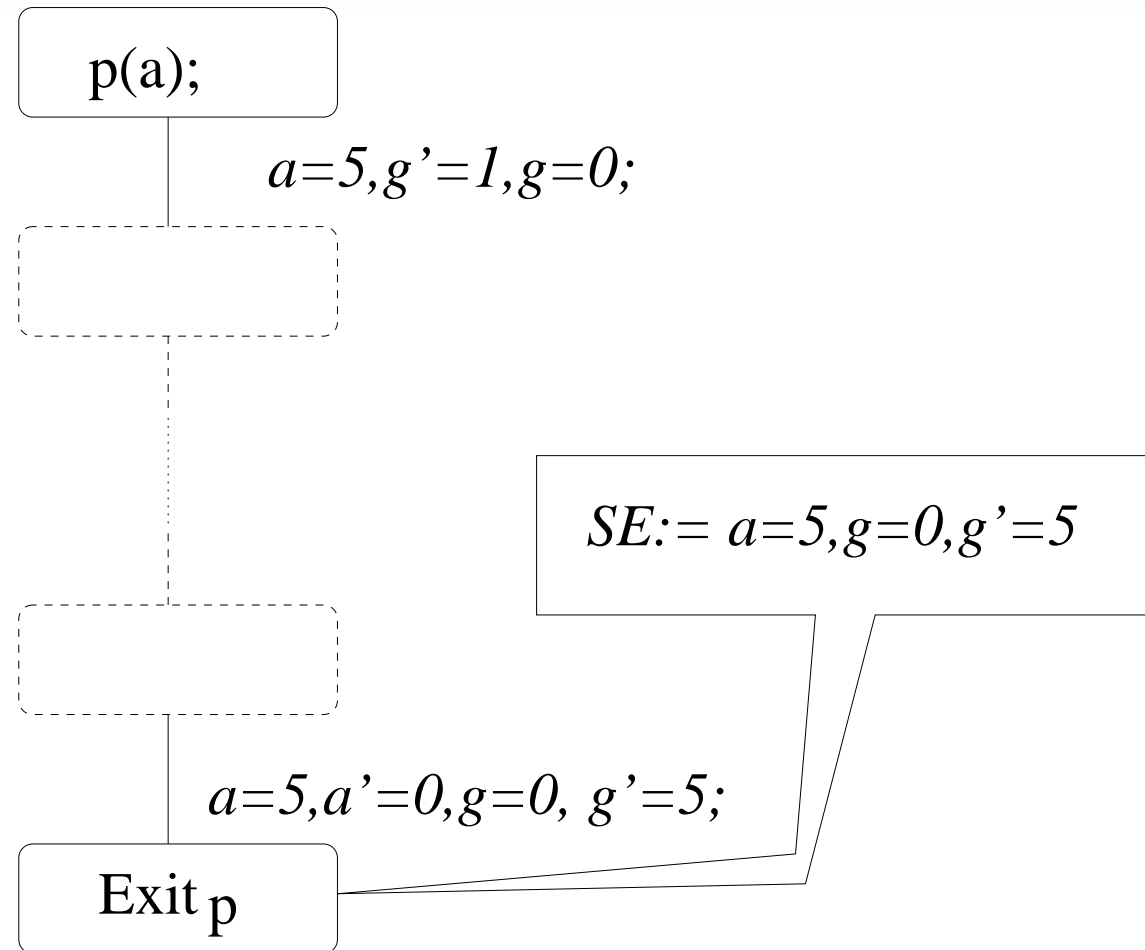 p(a);
a=5,g’=1,g=0;
SE:= a=5,g=0,g’=5
a=5,a’=0,g=0, g’=5;
Exit p